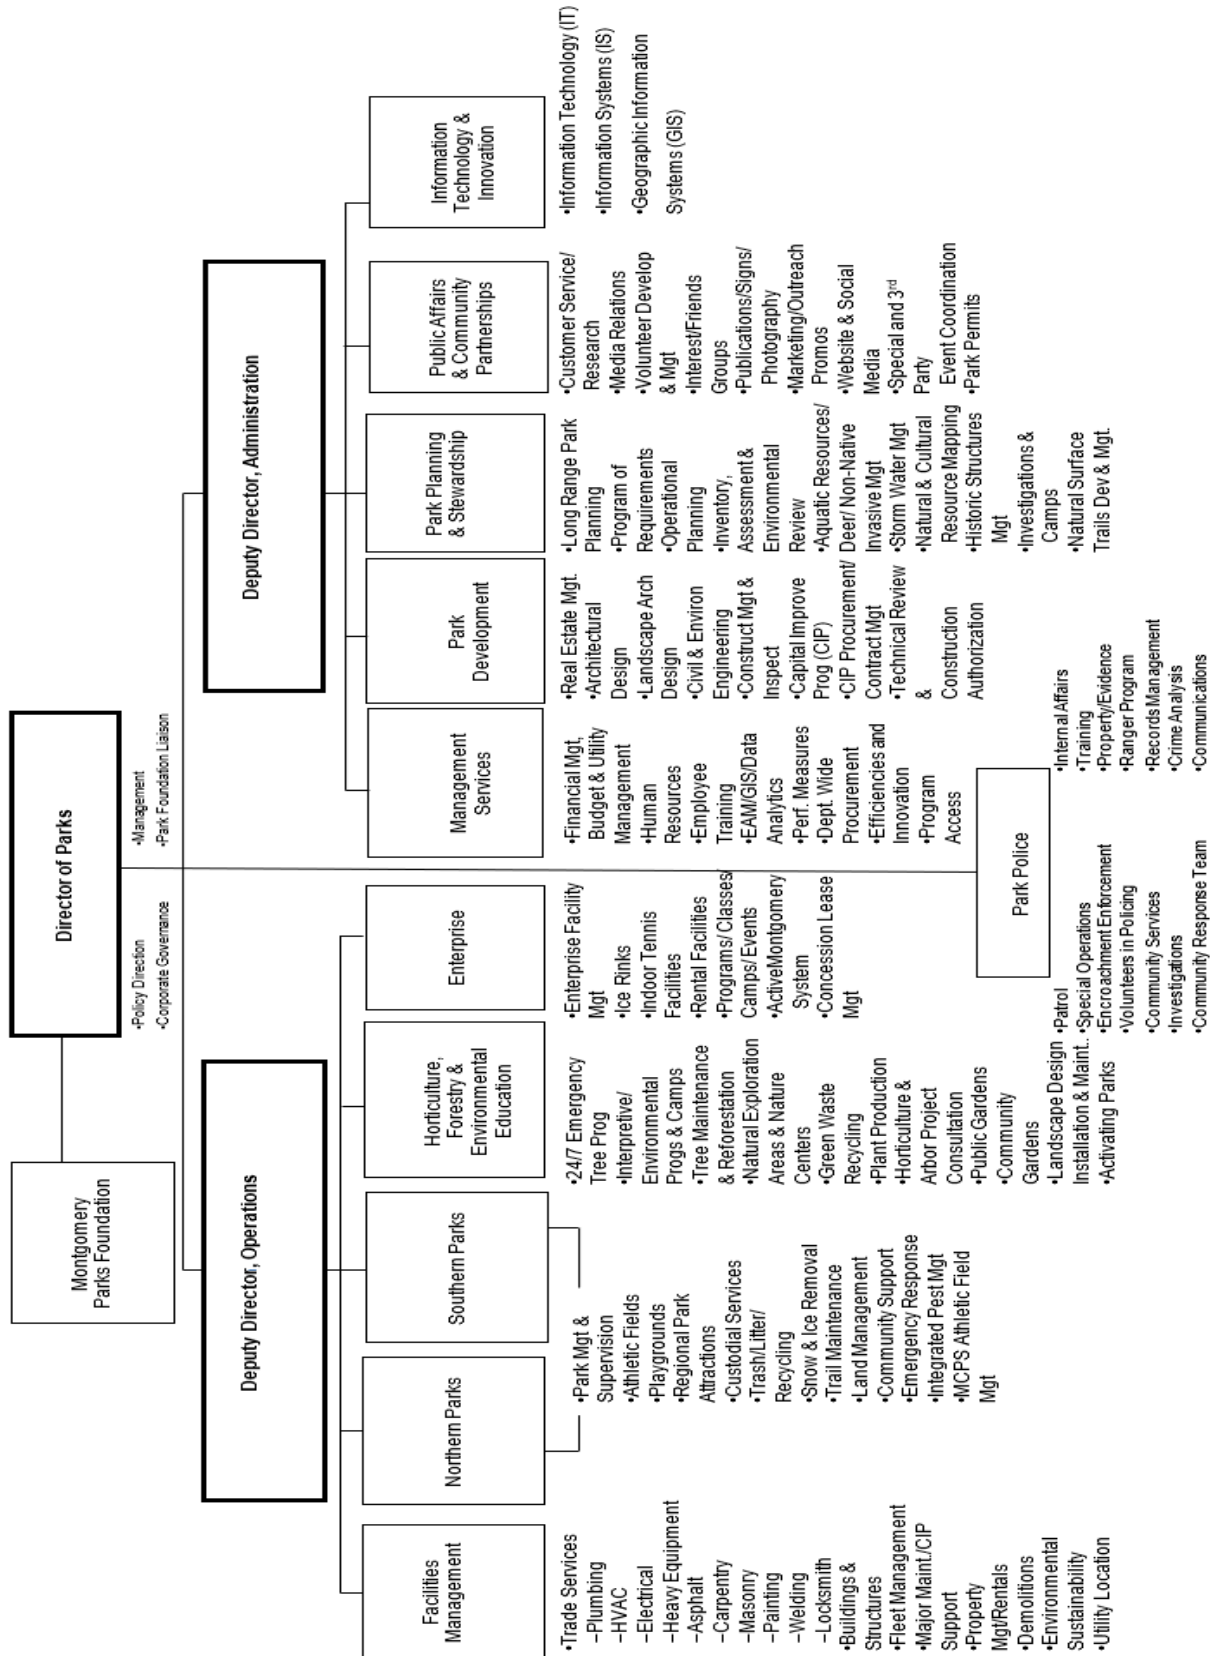 Montgomery
Parks Foundation
Director of Parks
•Policy Direction
•Corporate Governance
•Management
•Park Foundation Liaison
Deputy Director, Operations
Deputy Director, Administration
Facilities
Management
•Trade Services
–Plumbing
–HVAC
–Electrical
–Heavy Equipment
–Asphalt
–Carpentry
–Masonry
–Painting
–Welding
–Locksmith
•Buildings &
Structures
•Fleet Management
•Major Maint./CIP
Support
•Property
Mgt/Rentals
•Demolitions
•Environmental
Sustainability
•Utility Location
Northern Parks
Southern Parks
•Park Mgt &
Supervision
•Athletic Fields
•Playgrounds
•Regional Park
Attractions
•Custodial Services
•Trash/Litter/
Recycling
•Snow & Ice Removal
•Trail Maintenance
•Land Management
•Community Support
•Emergency Response
•Integrated Pest Mgt
•MCPS Athletic Field
Mgt
Horticulture,
Forestry &
Environmental
Education
•24/7 Emergency
Tree Prog
•Interpretive/
Environmental
Progs & Camps
•Tree Maintenance
& Reforestation
•Natural Exploration
Areas & Nature
Centers
•Green Waste
Recycling
•Plant Production
•Horticulture &
Arbor Project
Consultation
•Public Gardens
•Community
Gardens
•Landscape Design
Installation & Maint..
•Activating Parks
Enterprise
•Enterprise Facility
Mgt
•Ice Rinks
•Indoor Tennis
Facilities
•Rental Facilities
•Programs/ Classes/
Camps/ Events
•ActiveMontgomery
System
•Concession Lease
Mgt
Management
Services
•Financial Mgt,
Budget & Utility
Management
•Human
Resources
•Employee
Training
•EAM/GIS/Data
Analytics
•Perf. Measures
•Dept. Wide
Procurement
•Efficiencies and
Innovation
•Program
Access
Park
Development
•Real Estate Mgt.
•Architectural
Design
•Landscape Arch
Design
•Civil & Environ
Engineering
•Construct Mgt &
Inspect
•Capital Improve
Prog (CIP)
•CIP Procurement/
Contract Mgt
•Technical Review
&
Construction
Authorization
Park Planning
& Stewardship
•Long Range Park
Planning
•Program of
Requirements
•Operational
Planning
•Inventory,
Assessment &
Environmental
Review
•Aquatic Resources/
Deer/ Non-Native
Invasive Mgt
•Storm Water Mgt
•Natural & Cultural
Resource Mapping
•Historic Structures
Mgt
•Investigations &
Camps
•Natural Surface
Trails Dev & Mgt.
Public Affairs
& Community
Partnerships
•Customer Service/
Research
•Media Relations
•Volunteer Develop
& Mgt
•Interest/Friends
Groups
•Publications/Signs/
Photography
•Marketing/Outreach
Promos
•Website & Social
Media
•Special and 3rd
Party
Event Coordination
•Park Permits
Information
Technology &
Innovation
•Information Technology (IT)
•Information Systems (IS)
•Geographic Information
Systems (GIS)
Park Police
•Patrol
•Special Operations
•Encroachment Enforcement
•Volunteers in Policing
•Community Services
•Investigations
•Community Response Team
•Internal Affairs
•Training
•Property/Evidence
•Ranger Program
•Records Management
•Crime Analysis
•Communications